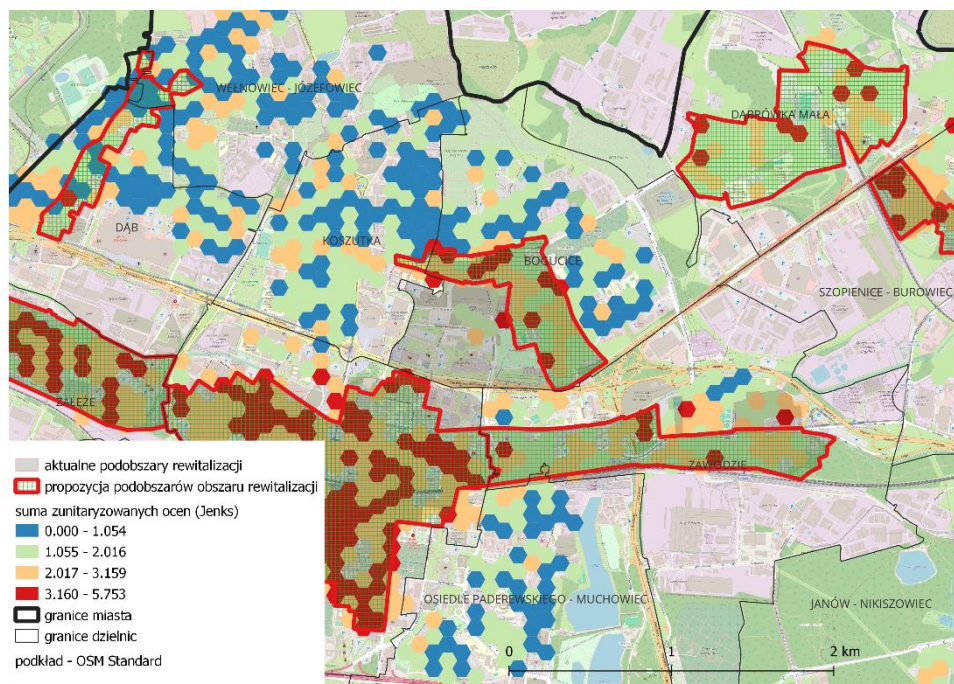 WEŁNOWIEC - JÓZEFOWIEC
DĄBRÓWKA MAŁA
DĄB
KOSZUTKA
BOGUCICE
SZOPIENICE - BUROWIEC
ZAŁĘŻE
ZAWODZIE
OSIEDLE PADEREWSKIEGO - MUCHOWIEC
JANÓW - NIKISZOWIEC
aktualne podobszary rewitalizacji
propozycja podobszarów obszaru rewitalizacji
suma zunitaryzowanych ocen (Jenks)
0.000 - 1.054
1.055 - 2.016
2.017 - 3.159
3.160 - 5.753
granice miasta
granice dzielnic
podkład - OSM Standard
0 1 2 km